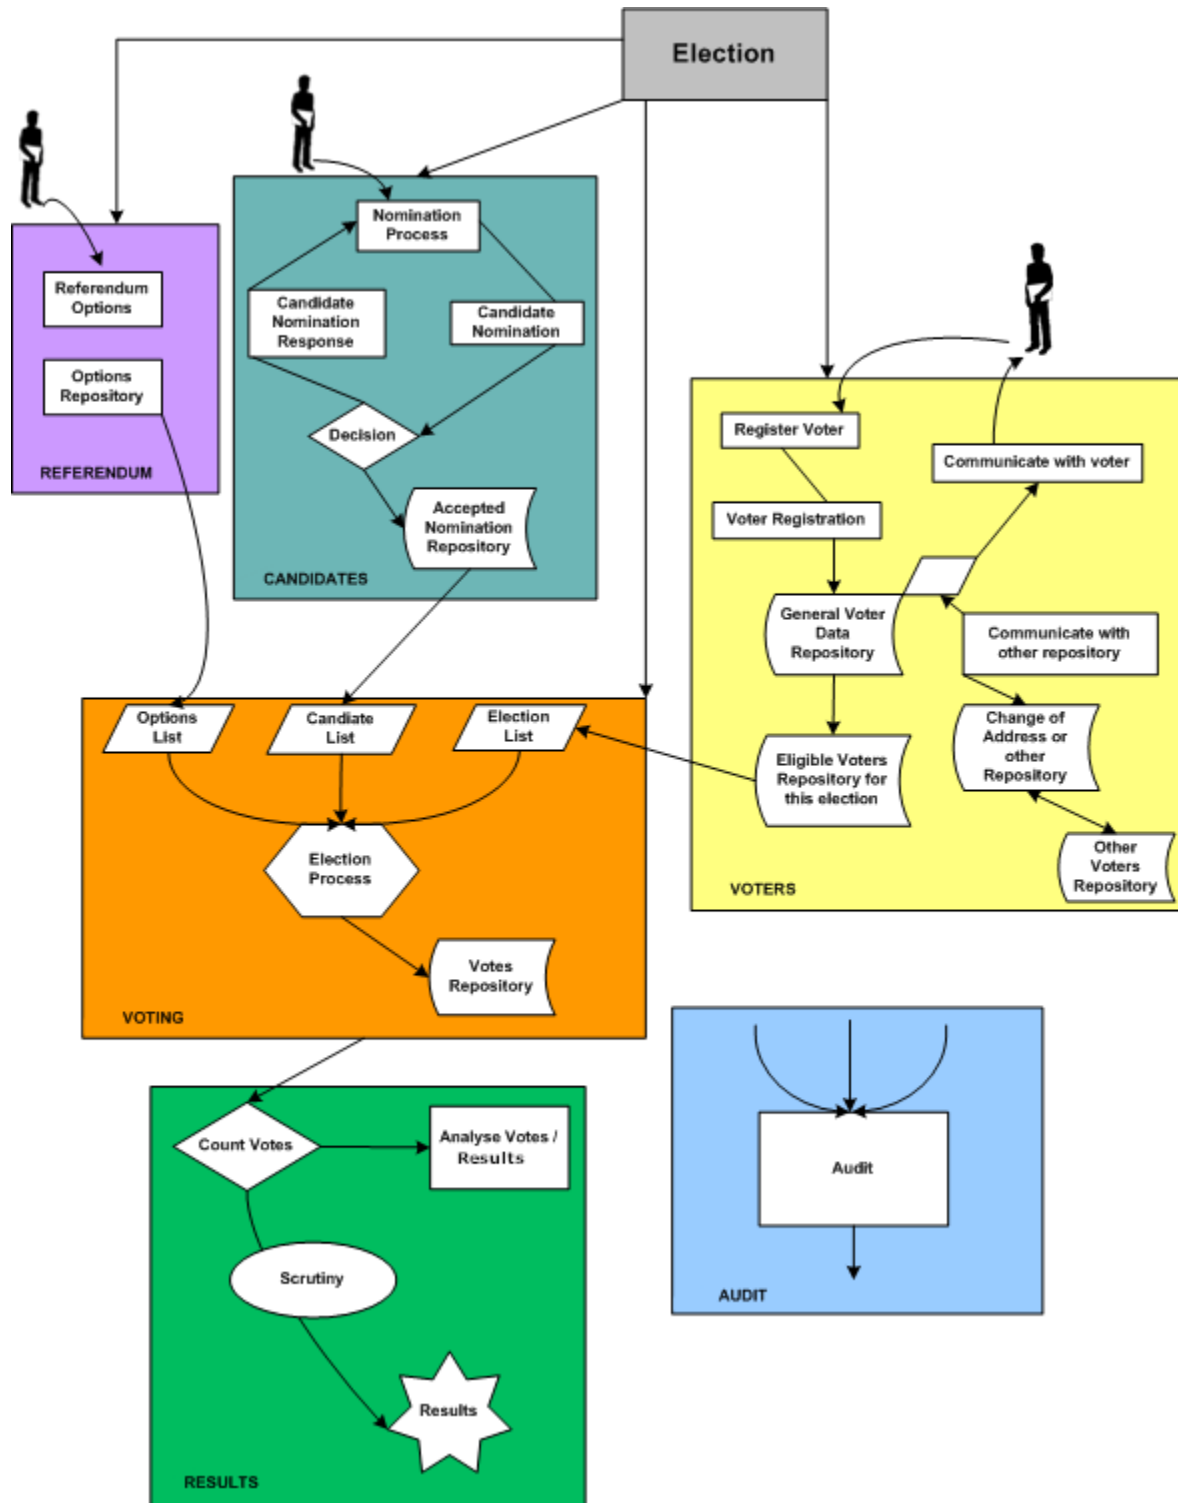 Election
Nomination
Process
Referendum
Options
Candidate
Nomination
Response
Candidate
Nomination
Options
Repository
Decision
REFERENDUM
Accepted
Nomination
Repository
CANDIDATES
Register Voter
Communicate with voter
Voter Registration
General Voter
Data
Repository
Communicate with
other repository
Change of
Address or
other
Repository
Eligible Voters
Repository for
this election
Other
Voters
Repository
VOTERS
Options
List
Candiate
List
Election
List
Election
Process
Votes
Repository
VOTING
Count Votes
Analyse Votes /
Results
Scrutiny
Results
RESULTS
Audit
AUDIT